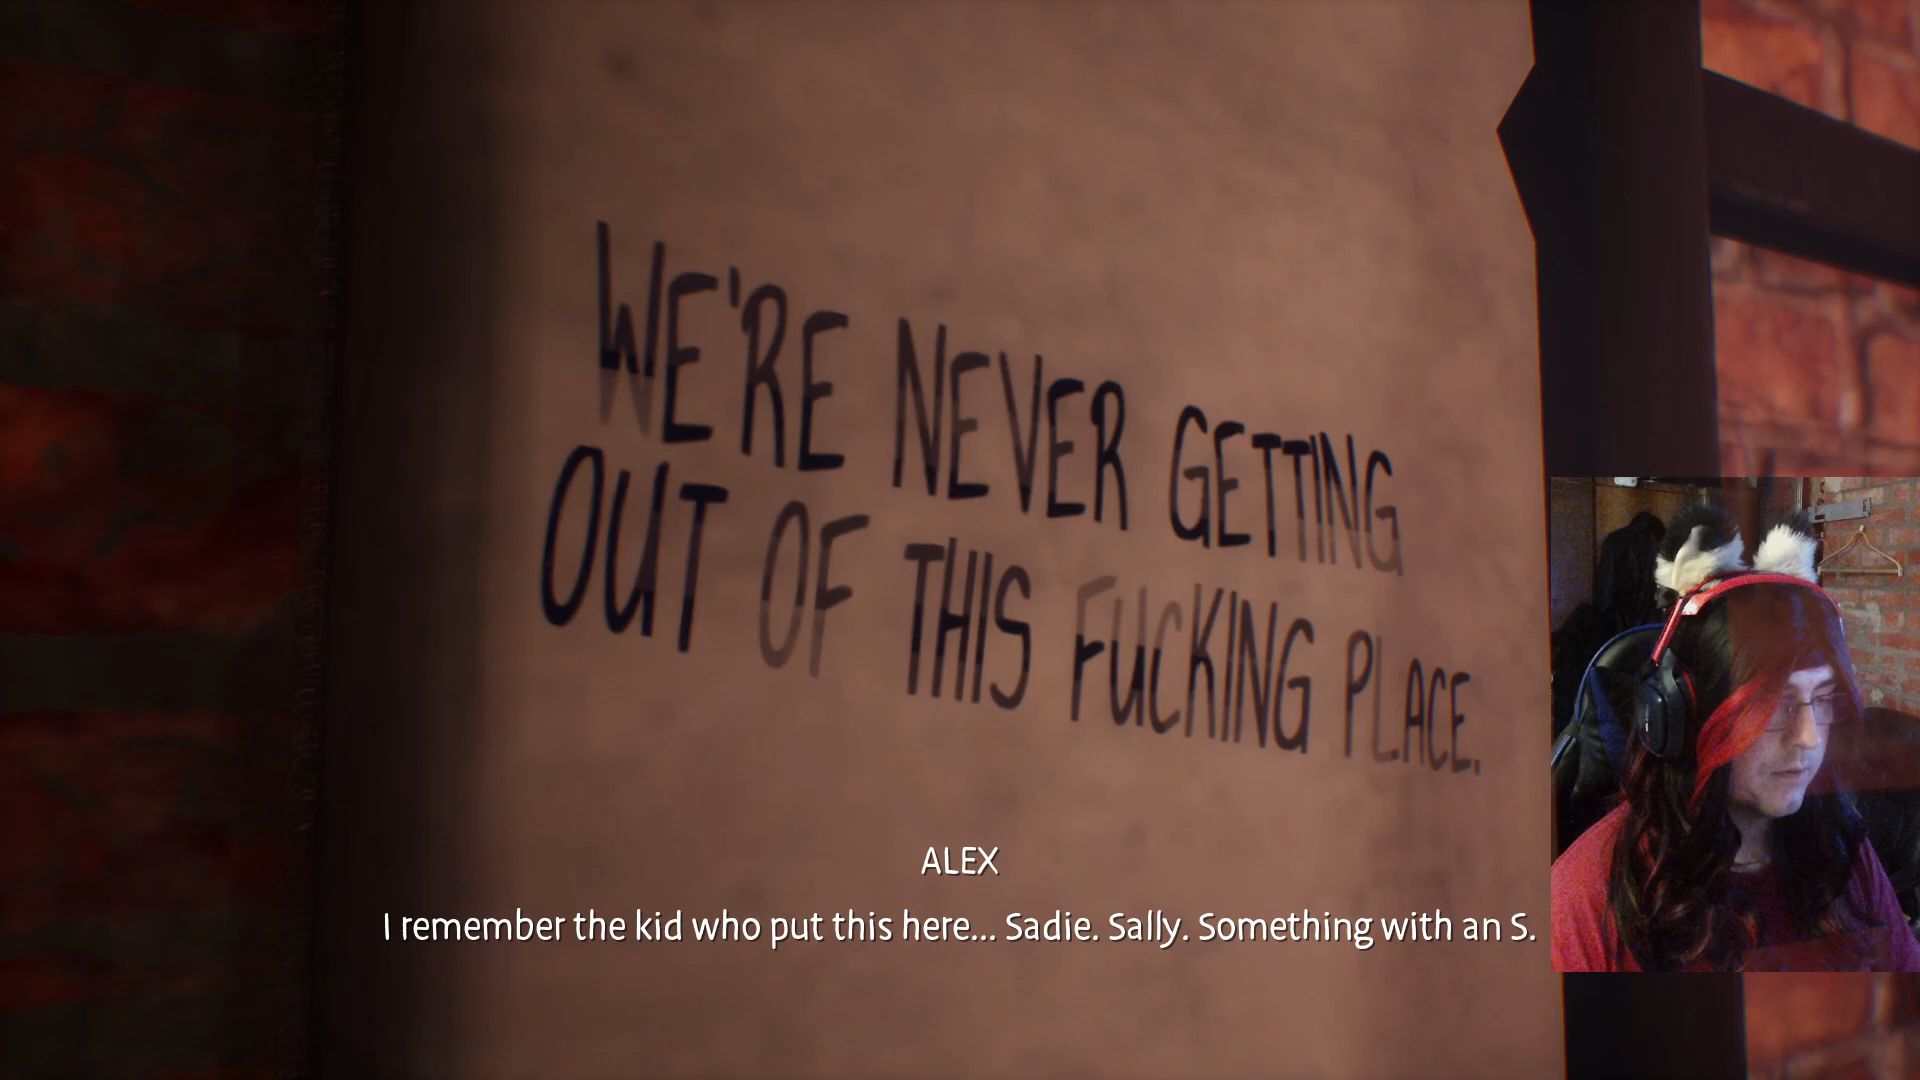 WE'RE NEVER GETTING
OUT OF THIS FUCKING PLACE.
ALEX
I remember the kid who put this here... Sadie. Sally. Something with an S.